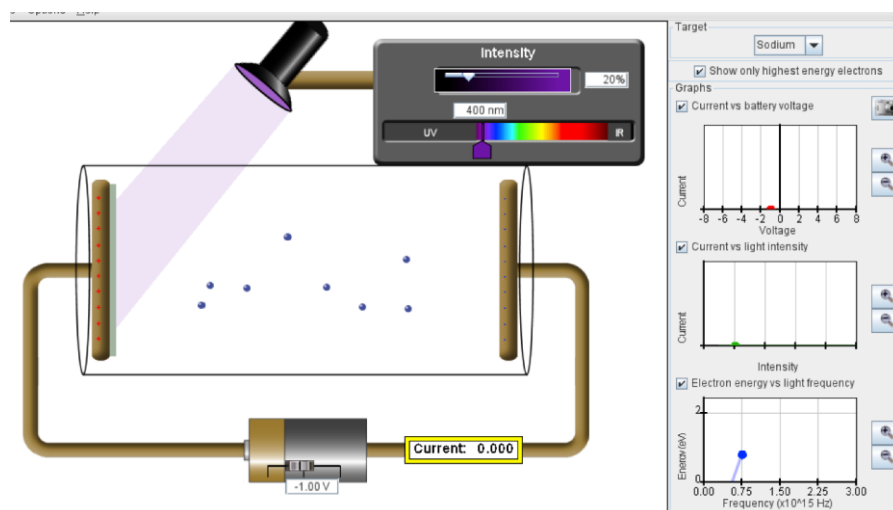 Options Help
Intensity
20%
400 nm
UV
IR
Current: 0.000
-1.00 V
Target
Sodium
Show only highest energy electrons
Graphs
Current vs battery voltage
Current
-8 -6 -4 -2 0 2 4 6 8
Voltage
Current vs light intensity
Current
Intensity
Electron energy vs light frequency
2
Energy(eV)
0.00 0.75 1.50 2.25 3.00
Frequency (x10^15 Hz)